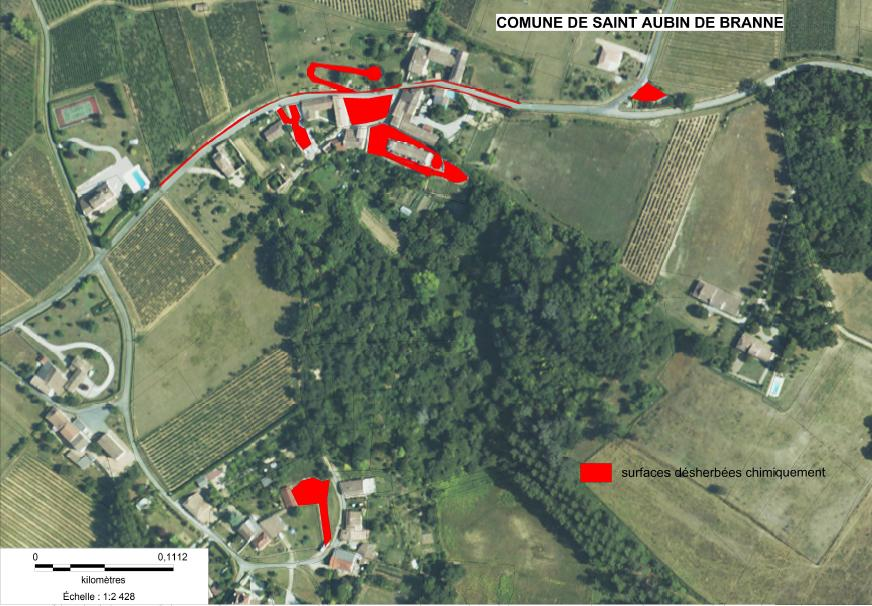 COMUNE DE SAINT AUBIN DE BRANNE
surfaces désherbées chimiquement
0 0,1112
kilomètres
Échelle : 1:2 428